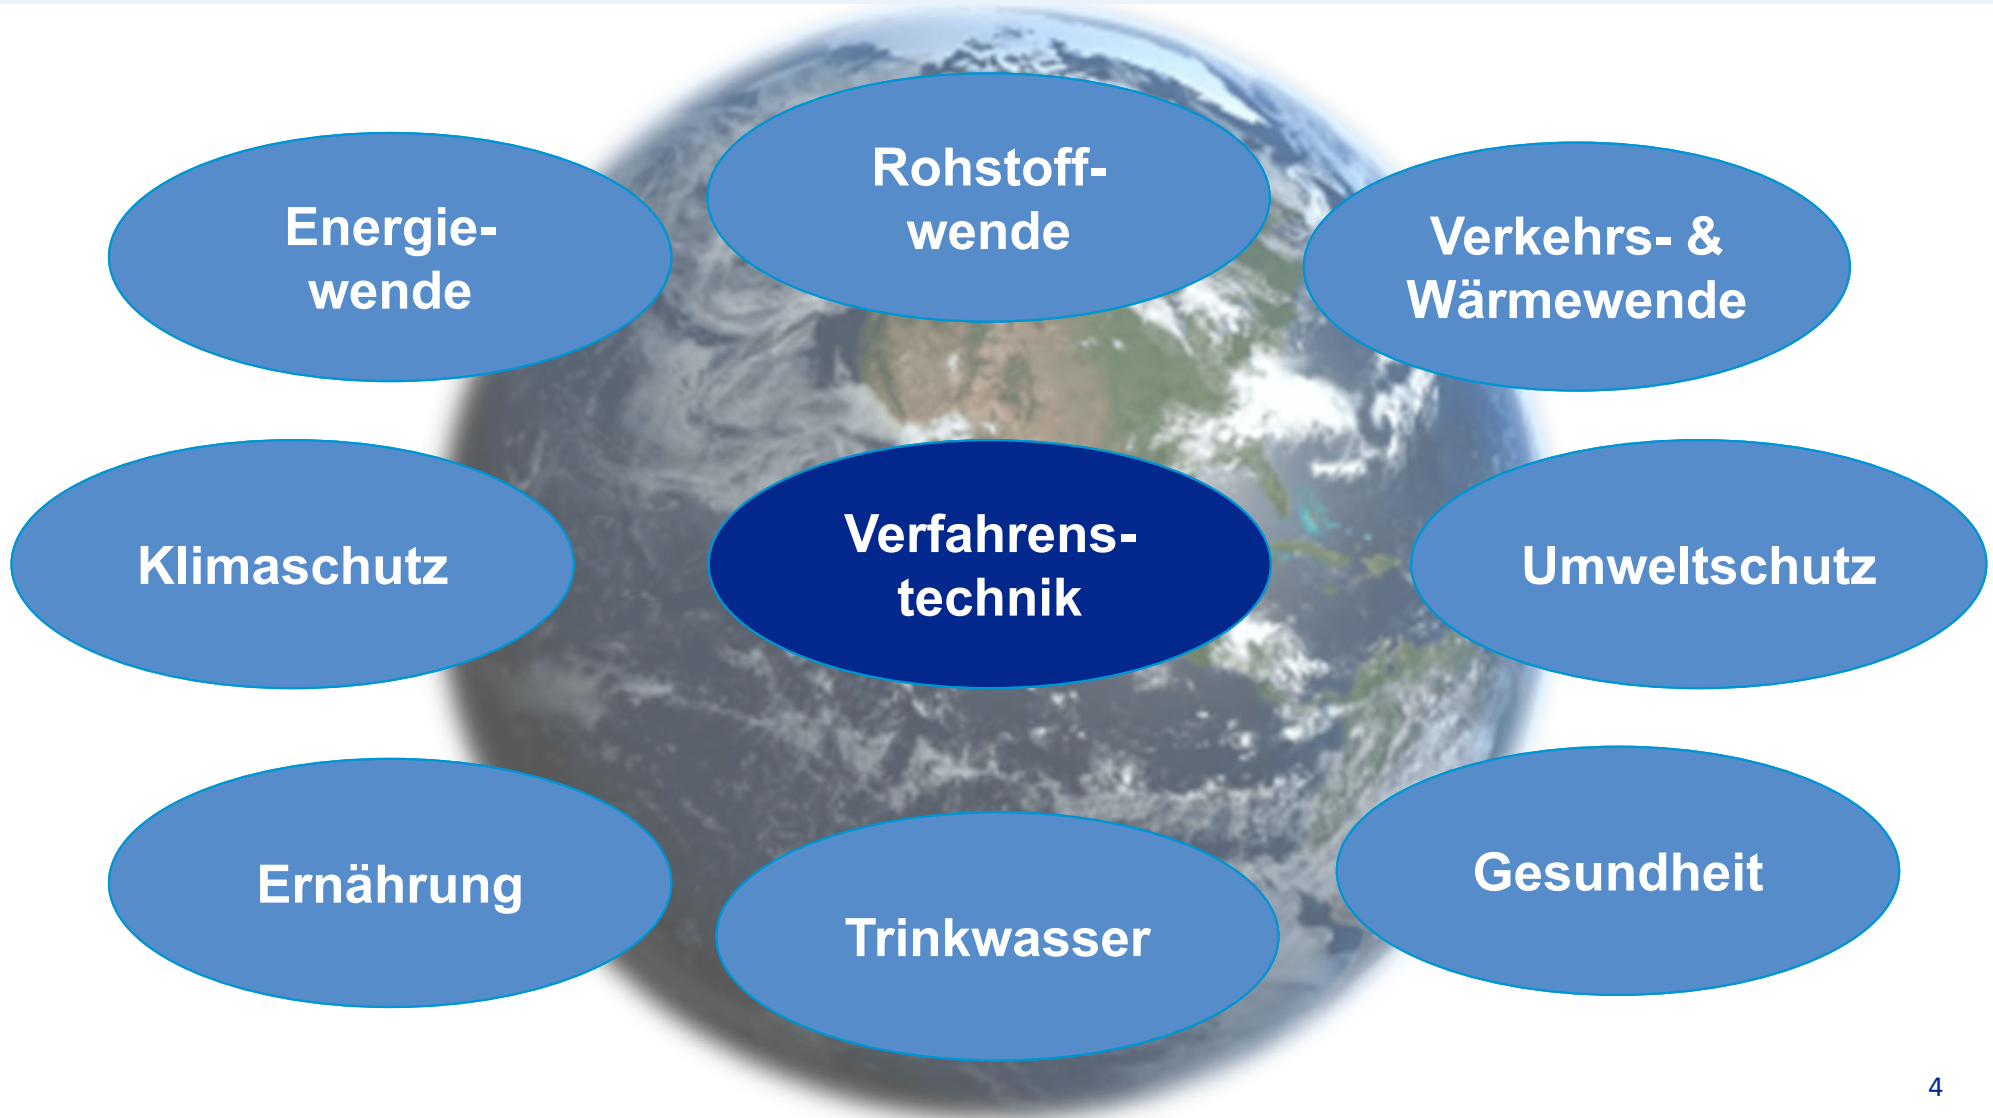 Rohstoff-
wende
Energie-
wende
Verkehrs- &
Wärmewende
Klimaschutz
Verfahrens-
technik
Umweltschutz
Ernährung
Trinkwasser
Gesundheit
4